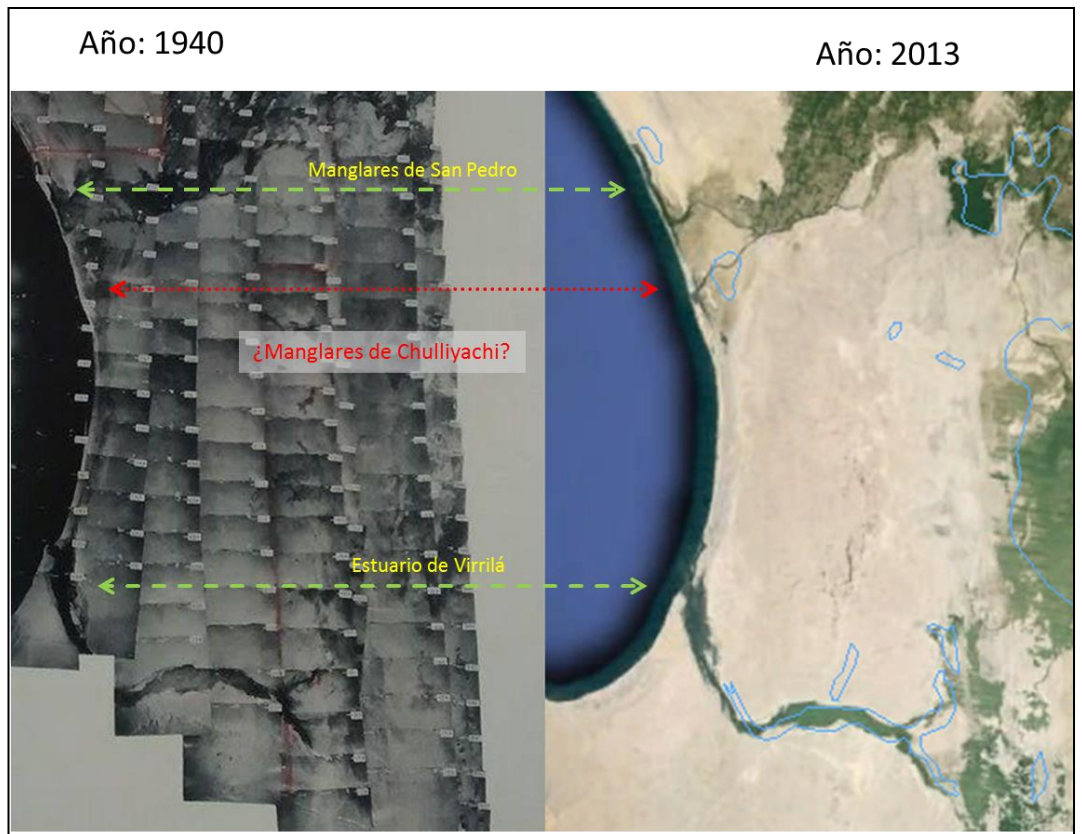 Año: 1940
Año: 2013
Manglares de San Pedro
¿Manglares de Chulliyachi?
Estuario de Virrilá